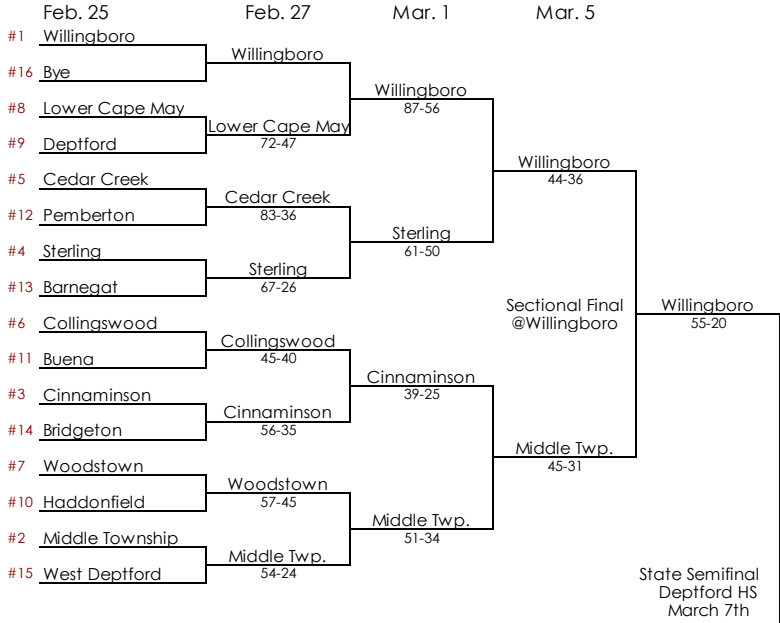 Feb. 25
Feb. 27
Mar. 1
Mar. 5
#1 Willingboro
#16 Bye
#8 Lower Cape May
#9 Deptford
#5 Cedar Creek
#12 Pemberton
#4 Sterling
#13 Barnegat
#6 Collingswood
#11 Buena
#3 Cinnaminson
#14 Bridgeton
#7 Woodstown
#10 Haddonfield
#2 Middle Township
#15 West Deptford
Willingboro
Lower Cape May
72-47
Cedar Creek
83-36
Sterling
67-26
Collingswood
45-40
Cinnaminson
56-35
Woodstown
57-45
Middle Twp.
54-24
Willingboro
87-56
Sterling
61-50
Cinnaminson
39-25
Middle Twp.
51-34
Willingboro
44-36
Middle Twp.
45-31
Sectional Final
@Willingboro
Willingboro
55-20
State Semifinal
Deptford HS
March 7th